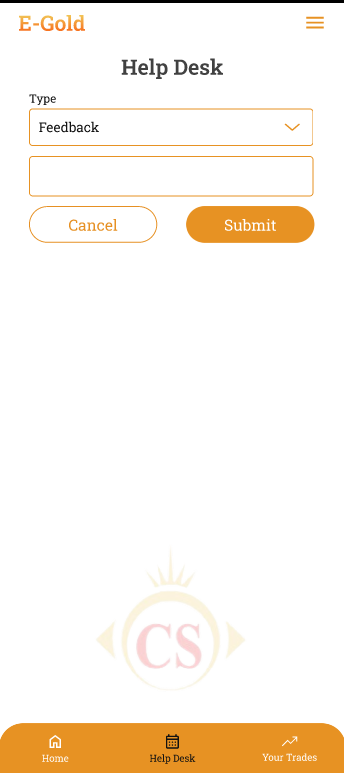 E-Gold
Help Desk
Type
Feedback
Cancel
Submit
CS
Home
Help Desk
Your Trades